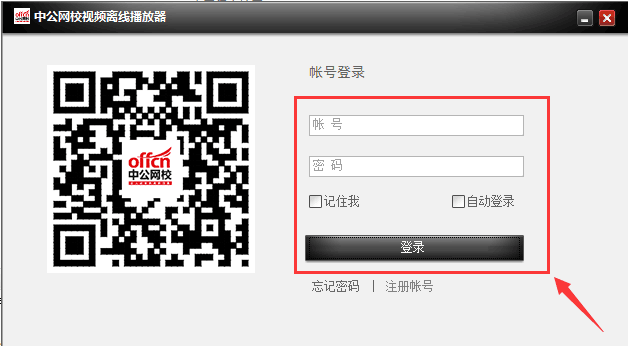 中公网校视频离线播放器
帐号登录
帐 号
密 码
记住我 自动登录
登录
忘记密码 | 注册帐号
offcn
中公网校